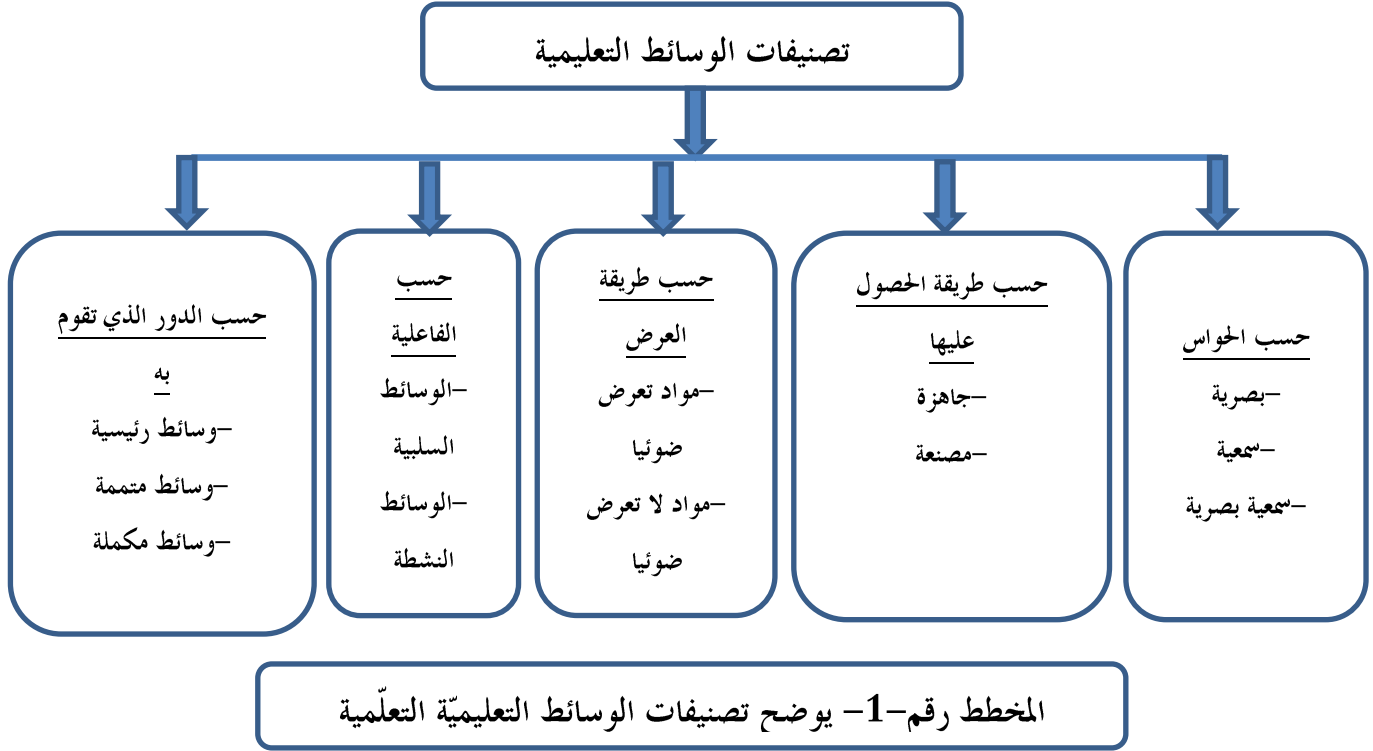 تصنيفات الوسائط التعليمية
حسب الحواس
-بصرية
-سمعية
-سمعية بصرية
حسب طريقة الحصول
عليها
-جاهزة
-مصنعة
حسب طريقة
العرض
-مواد تعرض
ضوئيا
-مواد لا تعرض
ضوئيا
حسب
الفاعلية
-الوسائط
السلبية
-الوسائط
النشطة
حسب الدور الذي تقوم
به
-وسائط رئيسية
-وسائط متممة
-وسائط مكملة
المخطط رقم-1- يوضح تصنيفات الوسائط التعليميّة التعلّمية